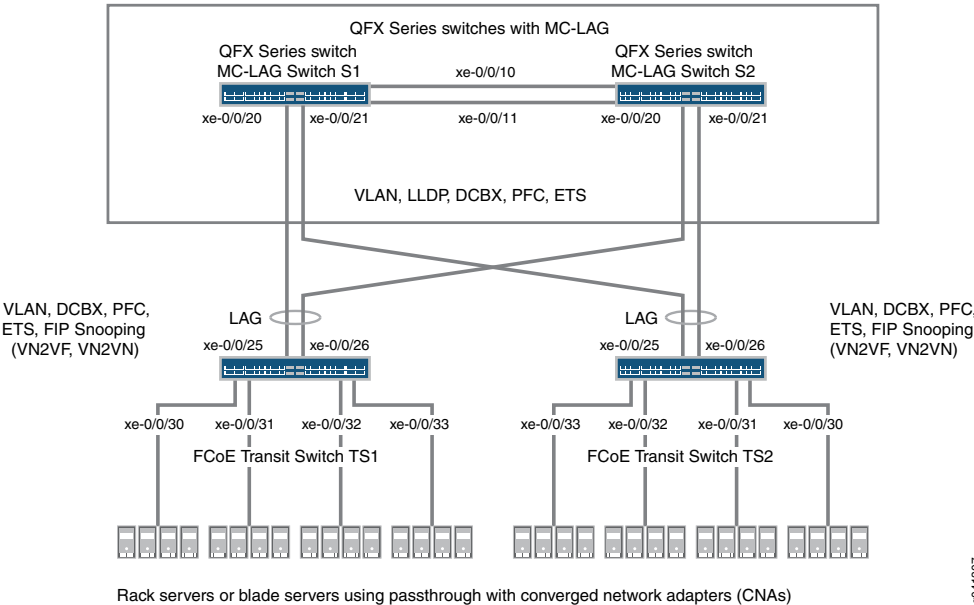 QFX Series switches with MC-LAG
QFX Series switch
MC-LAG Switch S1
QFX Series switch
MC-LAG Switch S2
xe-0/0/10
xe-0/0/20
xe-0/0/21
xe-0/0/11
xe-0/0/20
xe-0/0/21
VLAN, LLDP, DCBX, PFC, ETS
VLAN, DCBX, PFC,
ETS, FIP Snooping
(VN2VF, VN2VN)
LAG
LAG
VLAN, DCBX, PFC,
ETS, FIP Snooping
(VN2VF, VN2VN)
xe-0/0/25
xe-0/0/26
xe-0/0/25
xe-0/0/26
xe-0/0/30
xe-0/0/31
xe-0/0/32
xe-0/0/33
xe-0/0/33
xe-0/0/32
xe-0/0/31
xe-0/0/30
FCoE Transit Switch TS1
FCoE Transit Switch TS2
Rack servers or blade servers using passthrough with converged network adapters (CNAs)